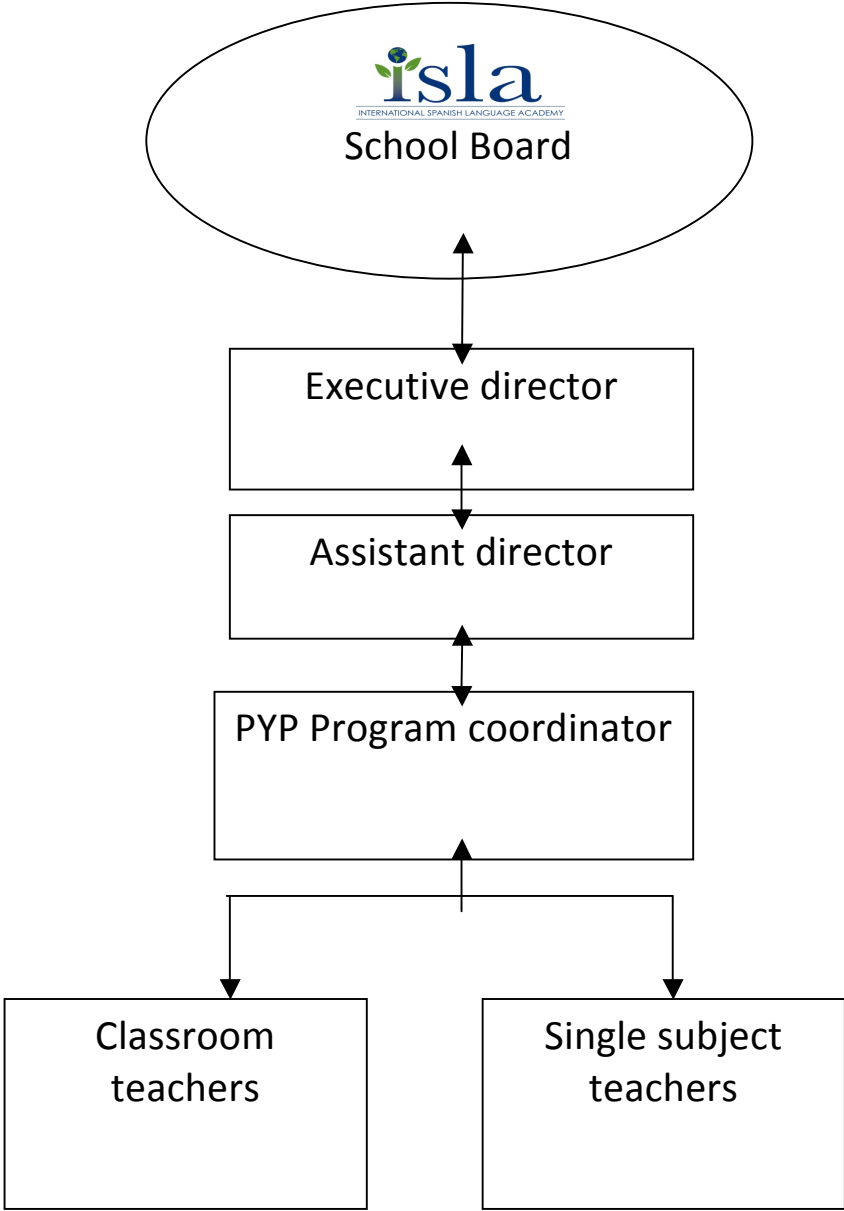 isla
INTERNATIONAL SPANISH LANGUAGE ACADEMY
School Board
Executive director
Assistant director
PYP Program coordinator
Classroom
teachers
Single subject
teachers